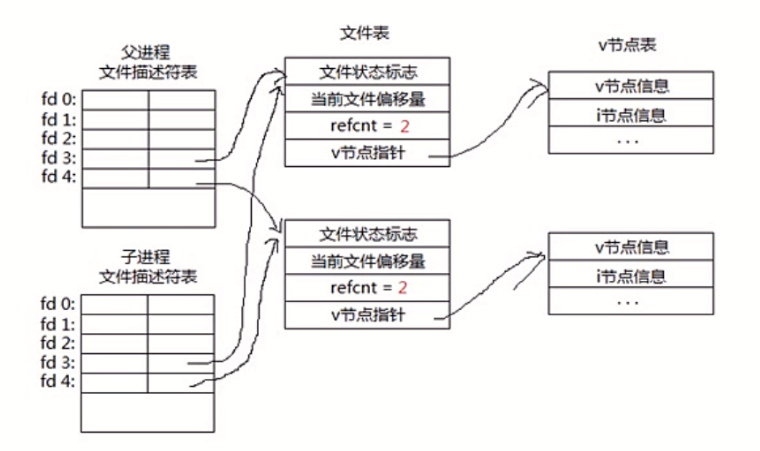 父进程
文件描述符表
fd 0:
fd 1:
fd 2:
fd 3:
fd 4:
子进程
文件描述符表
fd 0:
fd 1:
fd 2:
fd 3:
fd 4:
文件表
文件状态标志
当前文件偏移量
refcnt = 2
v节点指针
文件状态标志
当前文件偏移量
refcnt = 2
v节点指针
v节点表
v节点信息
i节点信息
...
v节点信息
i节点信息
...